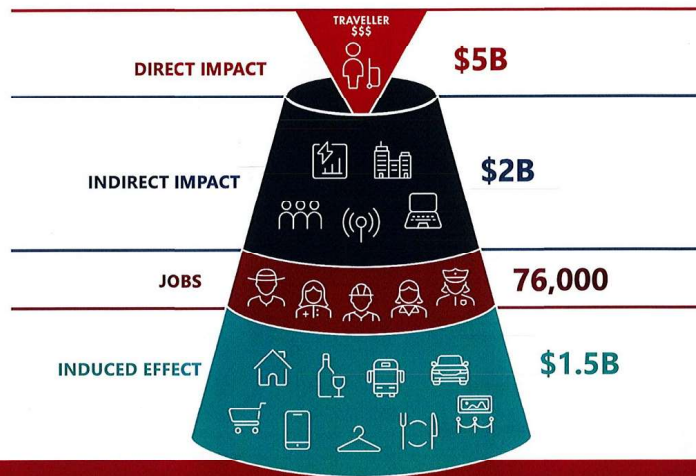 TRAVELLER
$$$
DIRECT IMPACT
$5B
INDIRECT IMPACT
$2B
JOBS
76,000
INDUCED EFFECT
$1.5B